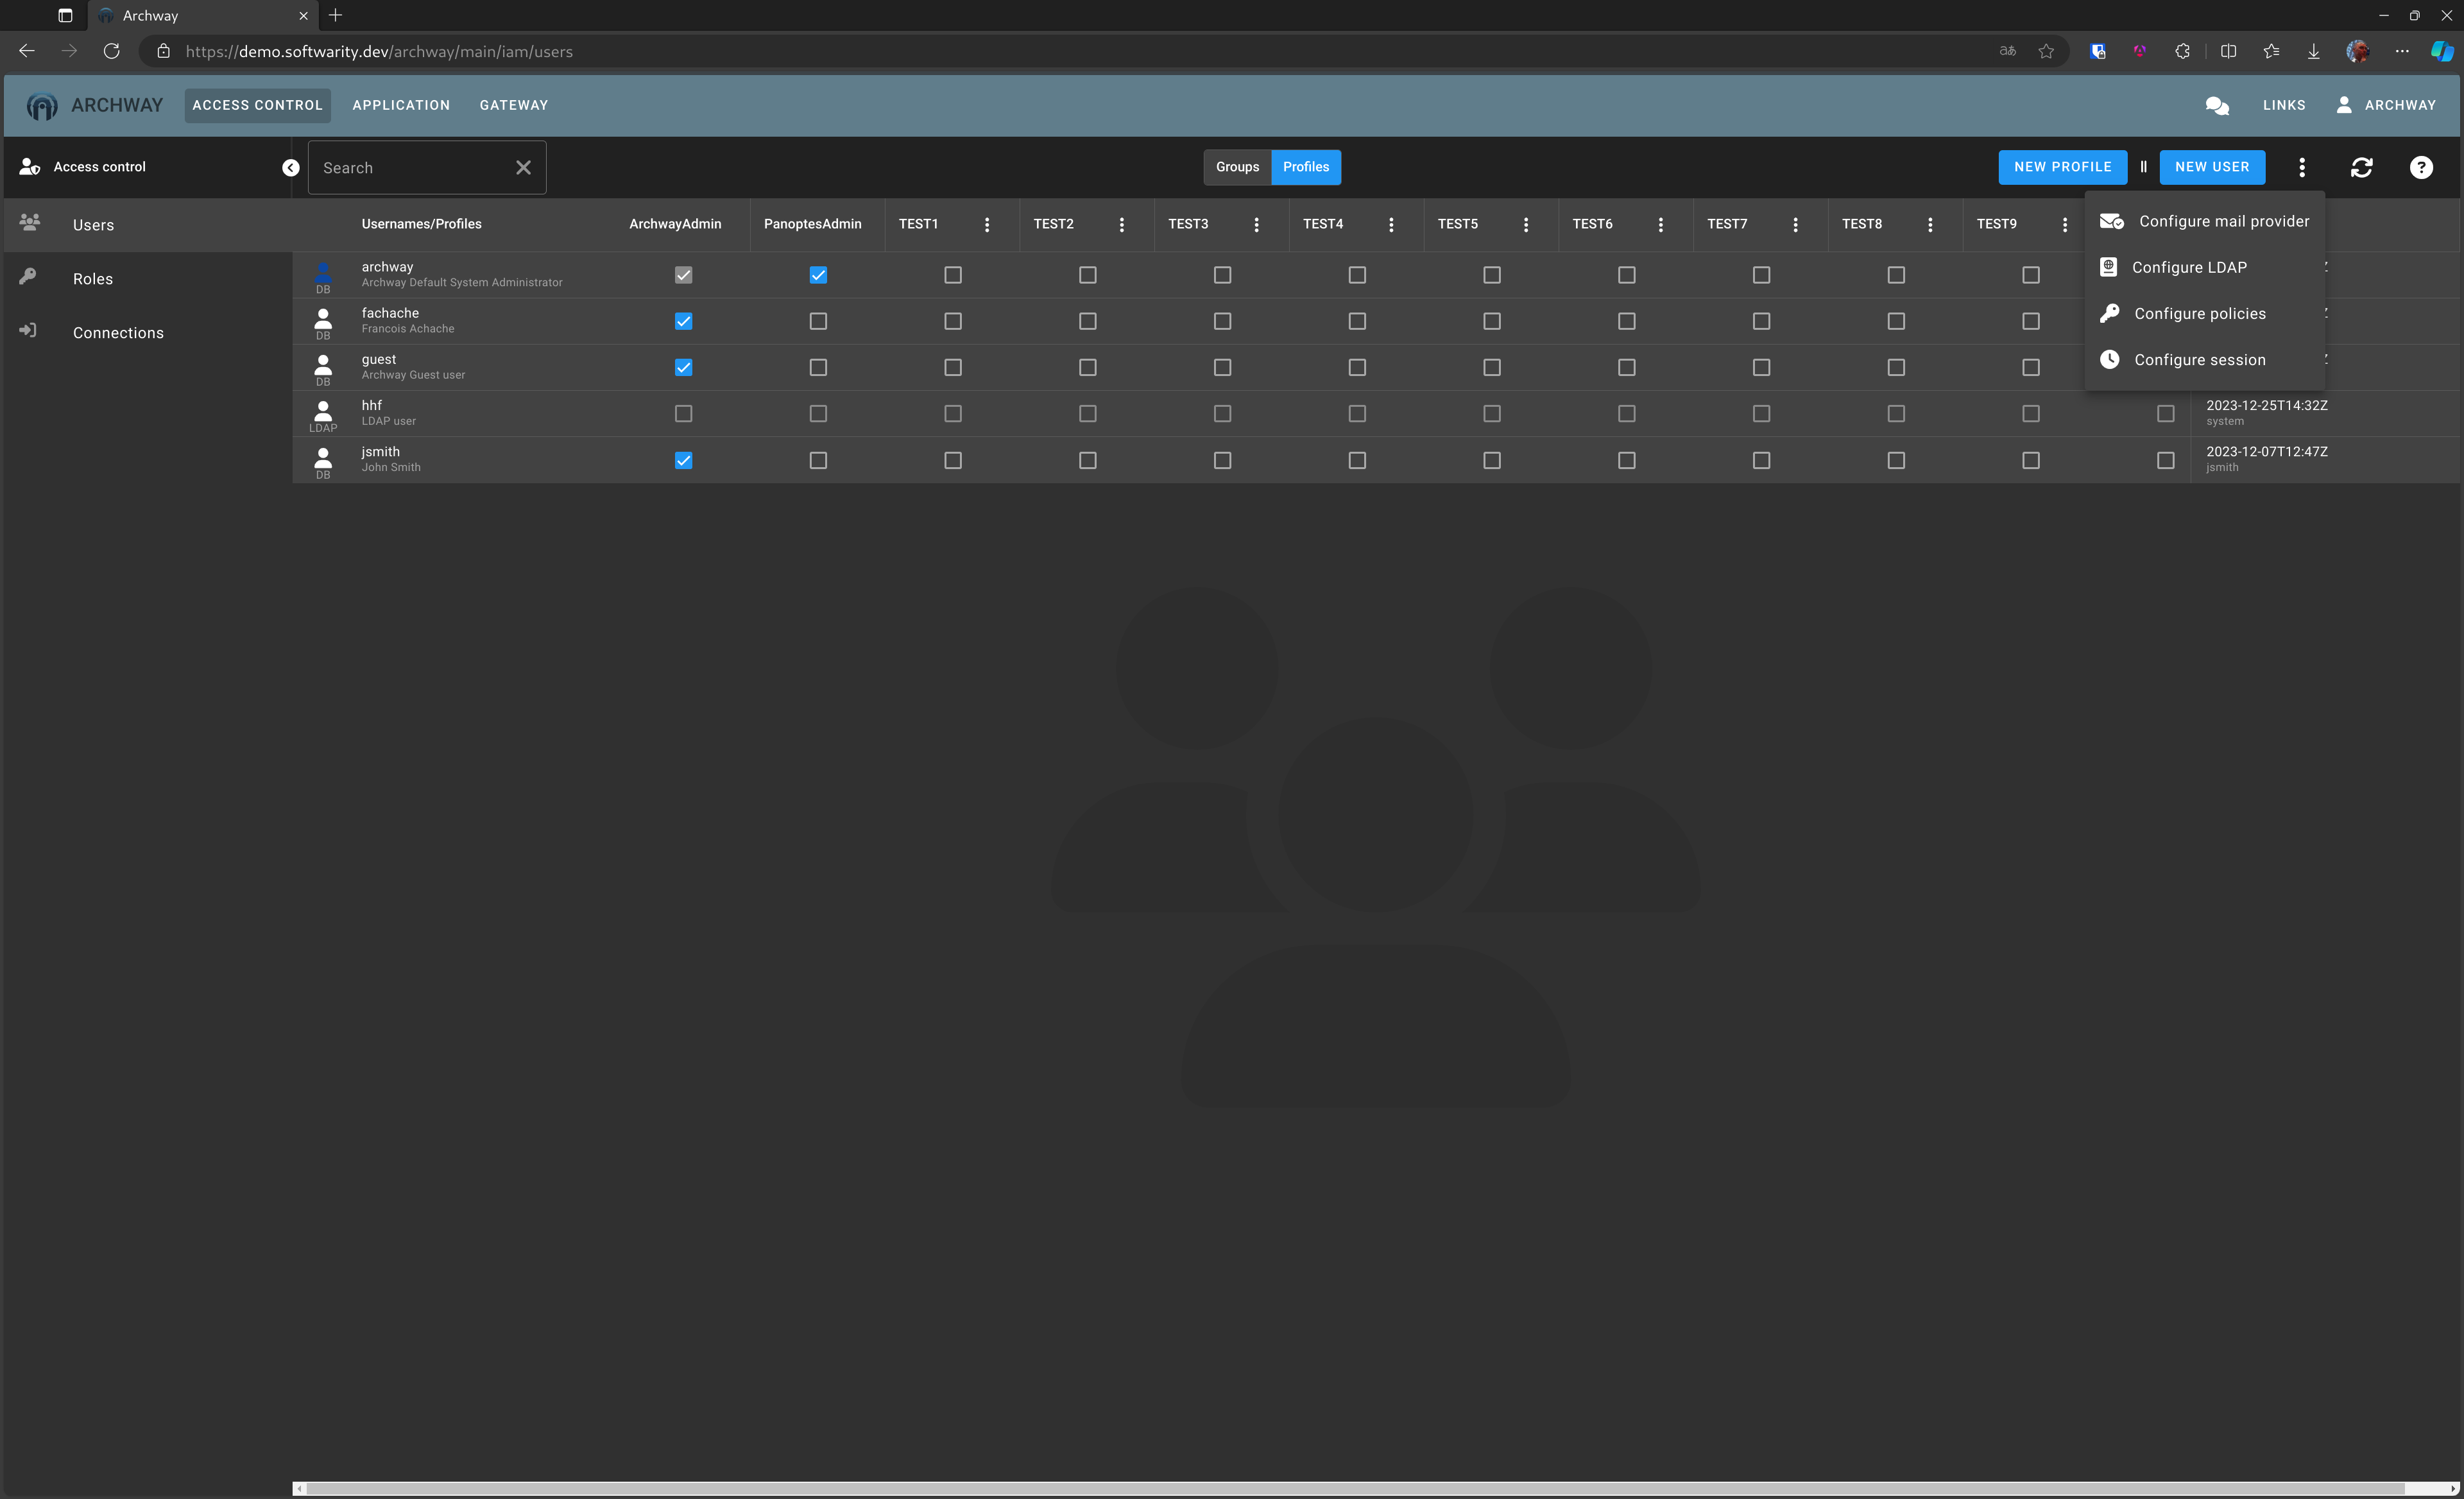 Archway
https://demo.softwarity.dev/archway/main/iam/users
ARCHWAY ACCESS CONTROL APPLICATION GATEWAY LINKS ARCHWAY
Access control Search Groups Profiles NEW PROFILE NEW USER
Users
Roles
Connections
Usernames/Profiles ArchwayAdmin PanoptesAdmin TEST1 TEST2 TEST3 TEST4 TEST5 TEST6 TEST7 TEST8 TEST9
Configure mail provider
Configure LDAP
Configure policies
Configure session
archway
Archway Default System Administrator
DB
fachache
Francois Achache
DB
guest
Archway Guest user
DB
hhf 2023-12-25T14:32Z
LDAP user system
LDAP
jsmith 2023-12-07T12:47Z
John Smith jsmith
DB